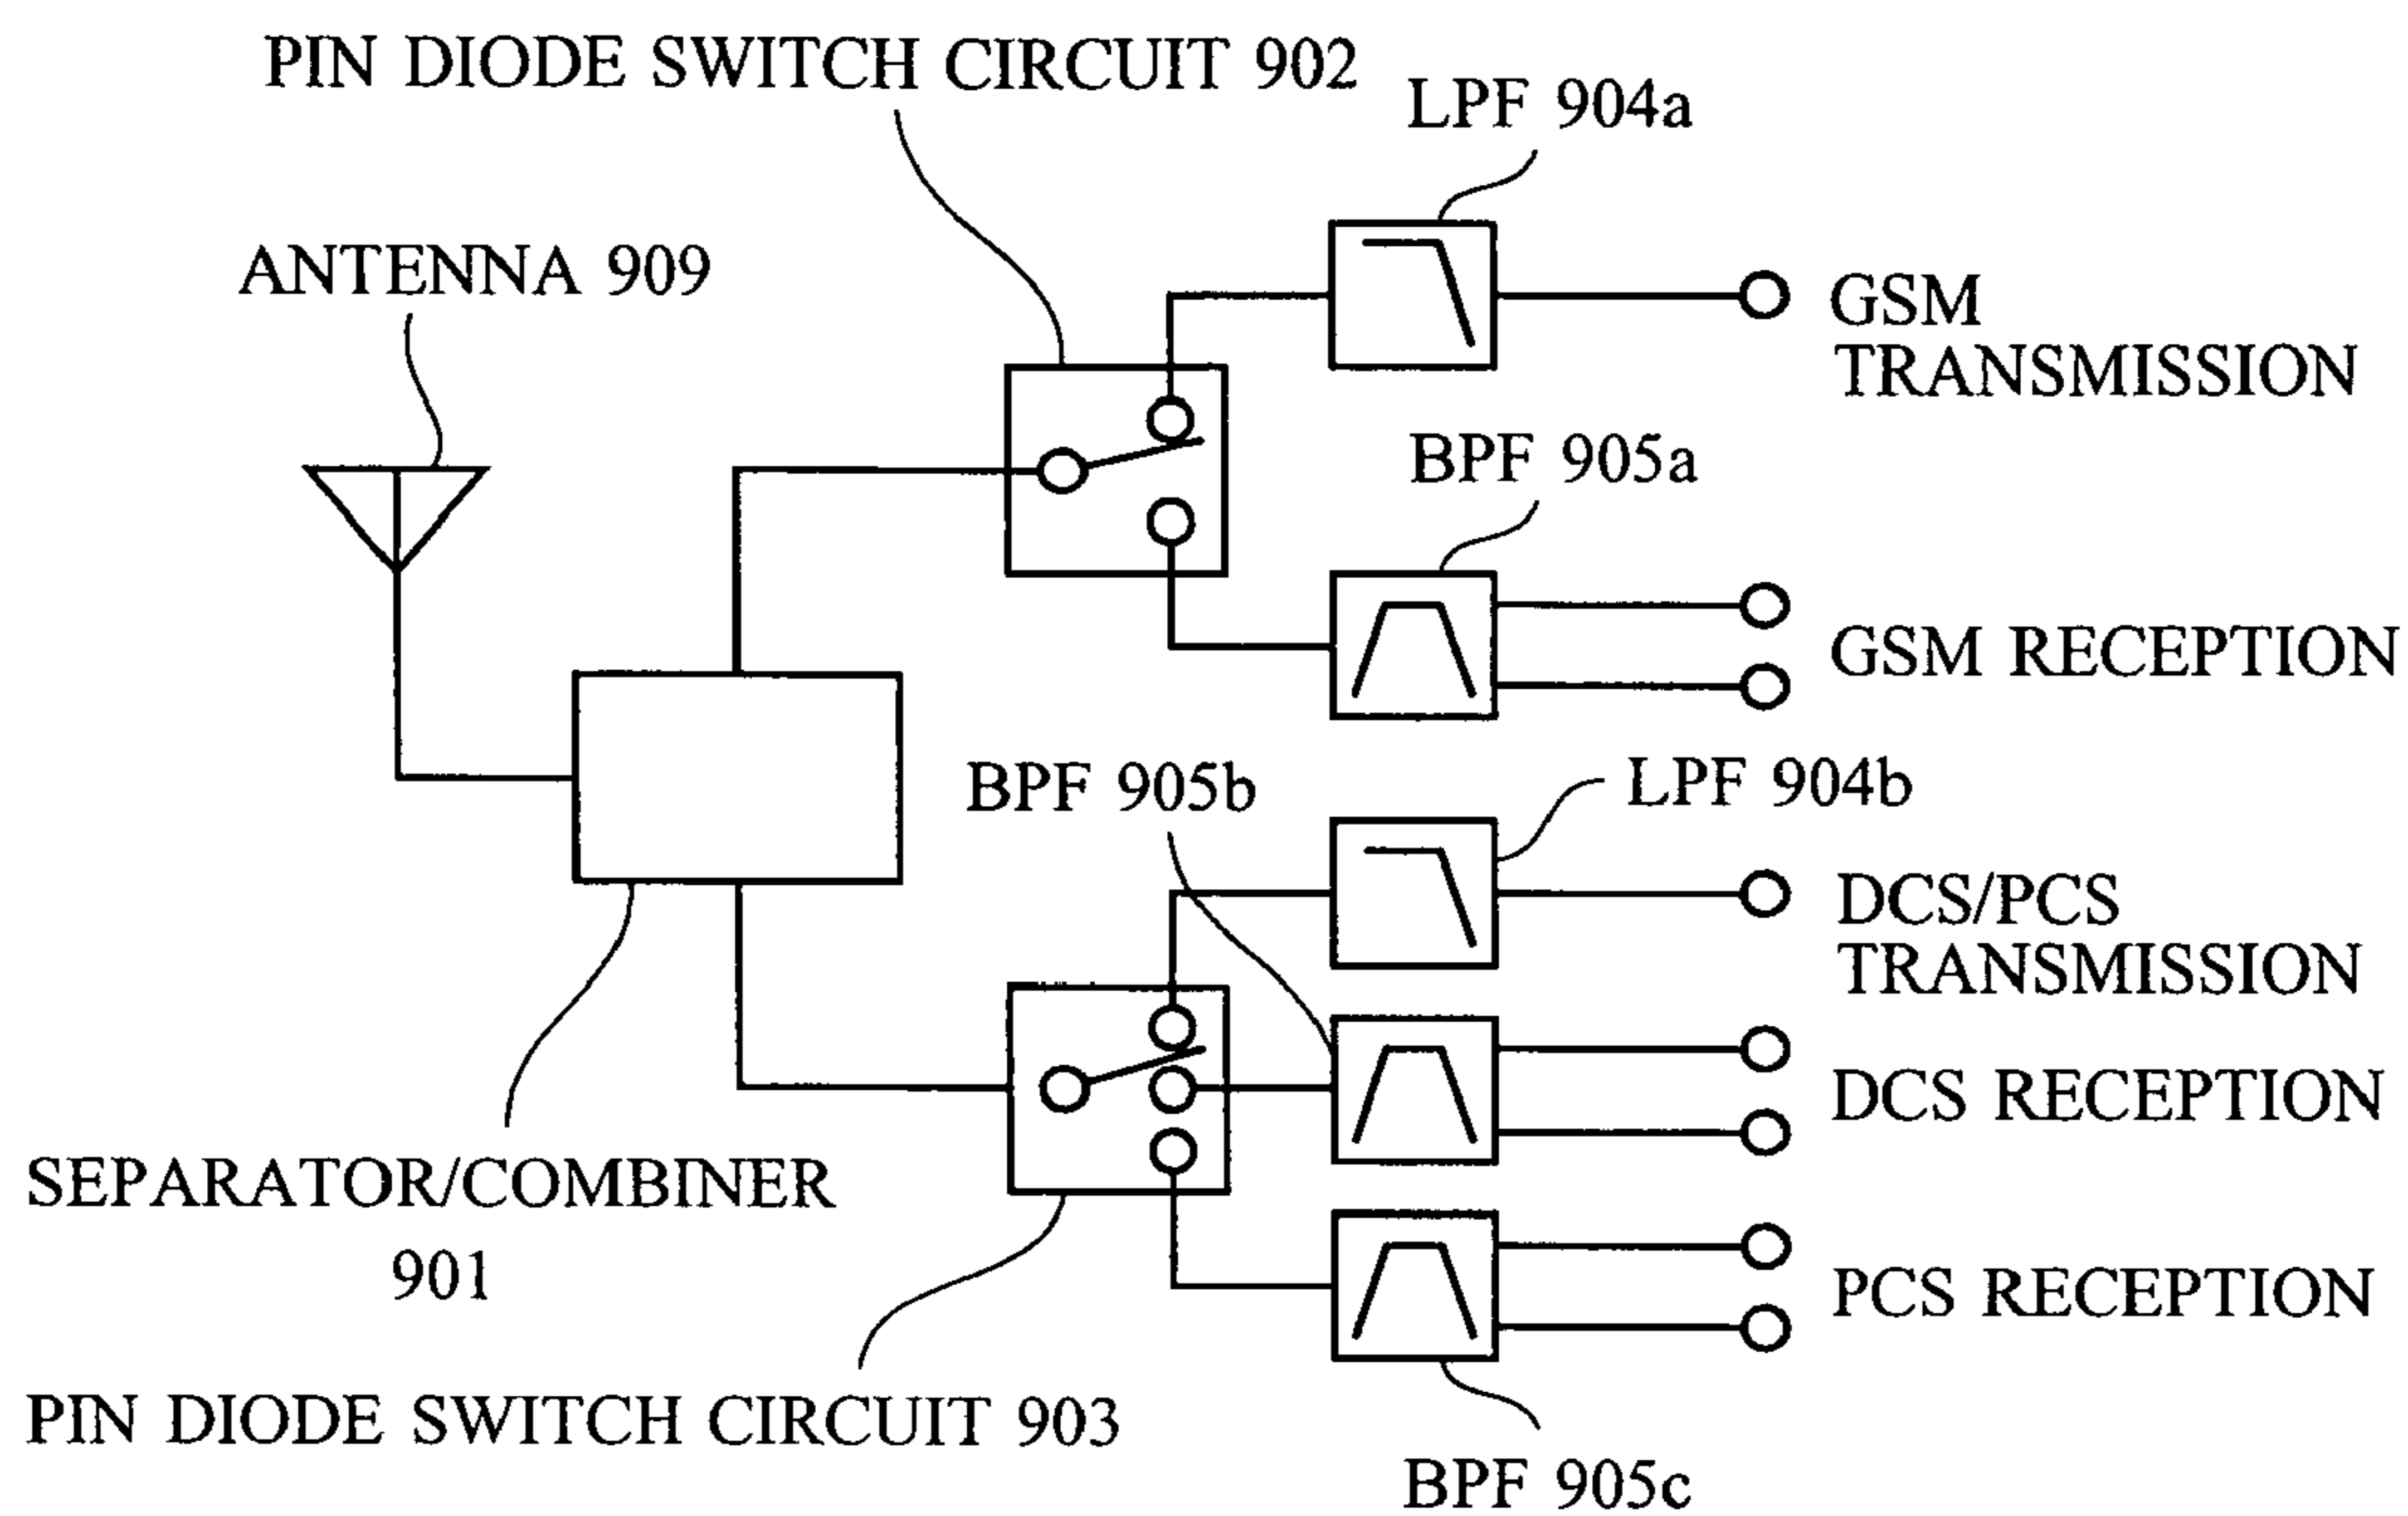 PIN DIODE SWITCH CIRCUIT 902
LPF 904a
ANTENNA 909
GSM
TRANSMISSION
BPF 905a
GSM RECEPTION
BPF 905b
LPF 904b
DCS/PCS
TRANSMISSION
DCS RECEPTION
SEPARATOR/COMBINER
901
PCS RECEPTION
PIN DIODE SWITCH CIRCUIT 903
BPF 905c